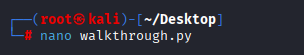 ┌──(root㉿kali)-[~/Desktop]
└─# nano walkthrough.py